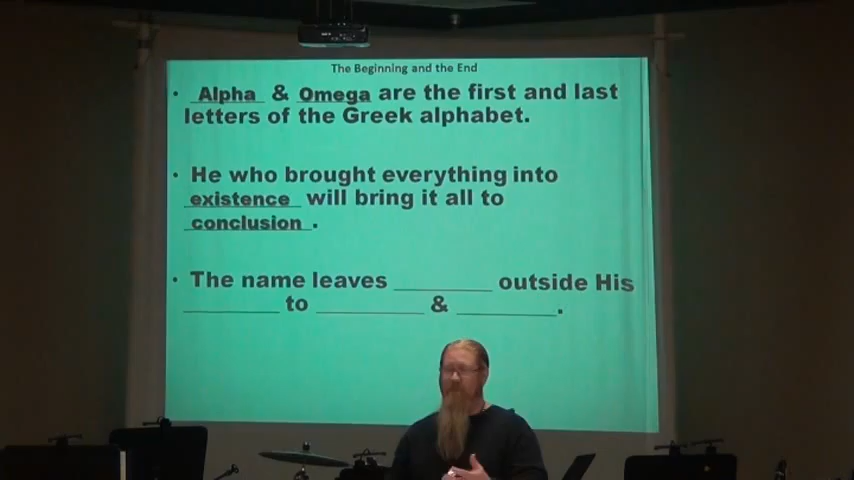 The Beginning and the End
• Alpha & Omega are the first and last
letters of the Greek alphabet.
• He who brought everything into
existence will bring it all to
conclusion.
• The name leaves ________ outside His
________ to _________ & ________.